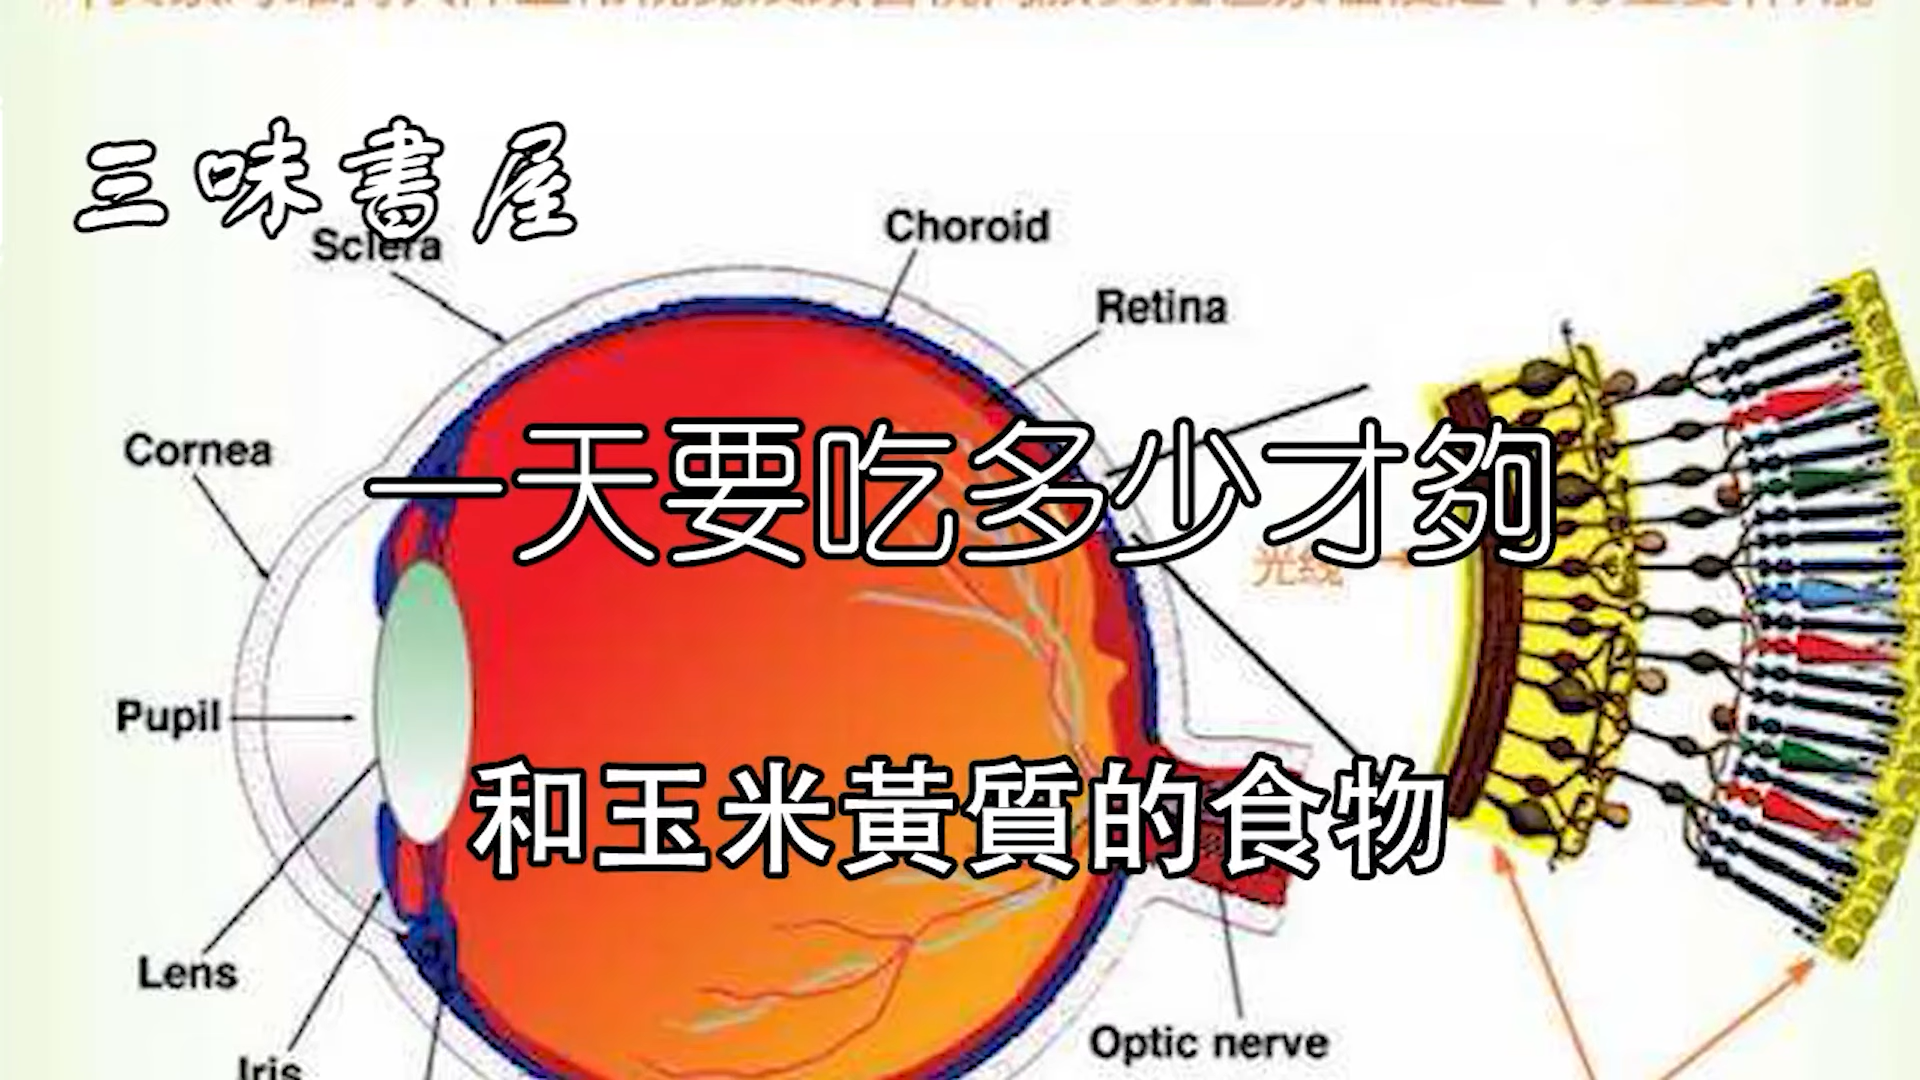 三味書屋
Sclera
Choroid
Retina
Cornea
一天要吃多少才夠
光线
Pupil
和玉米黃質的食物
Lens
Optic nerve
Iris